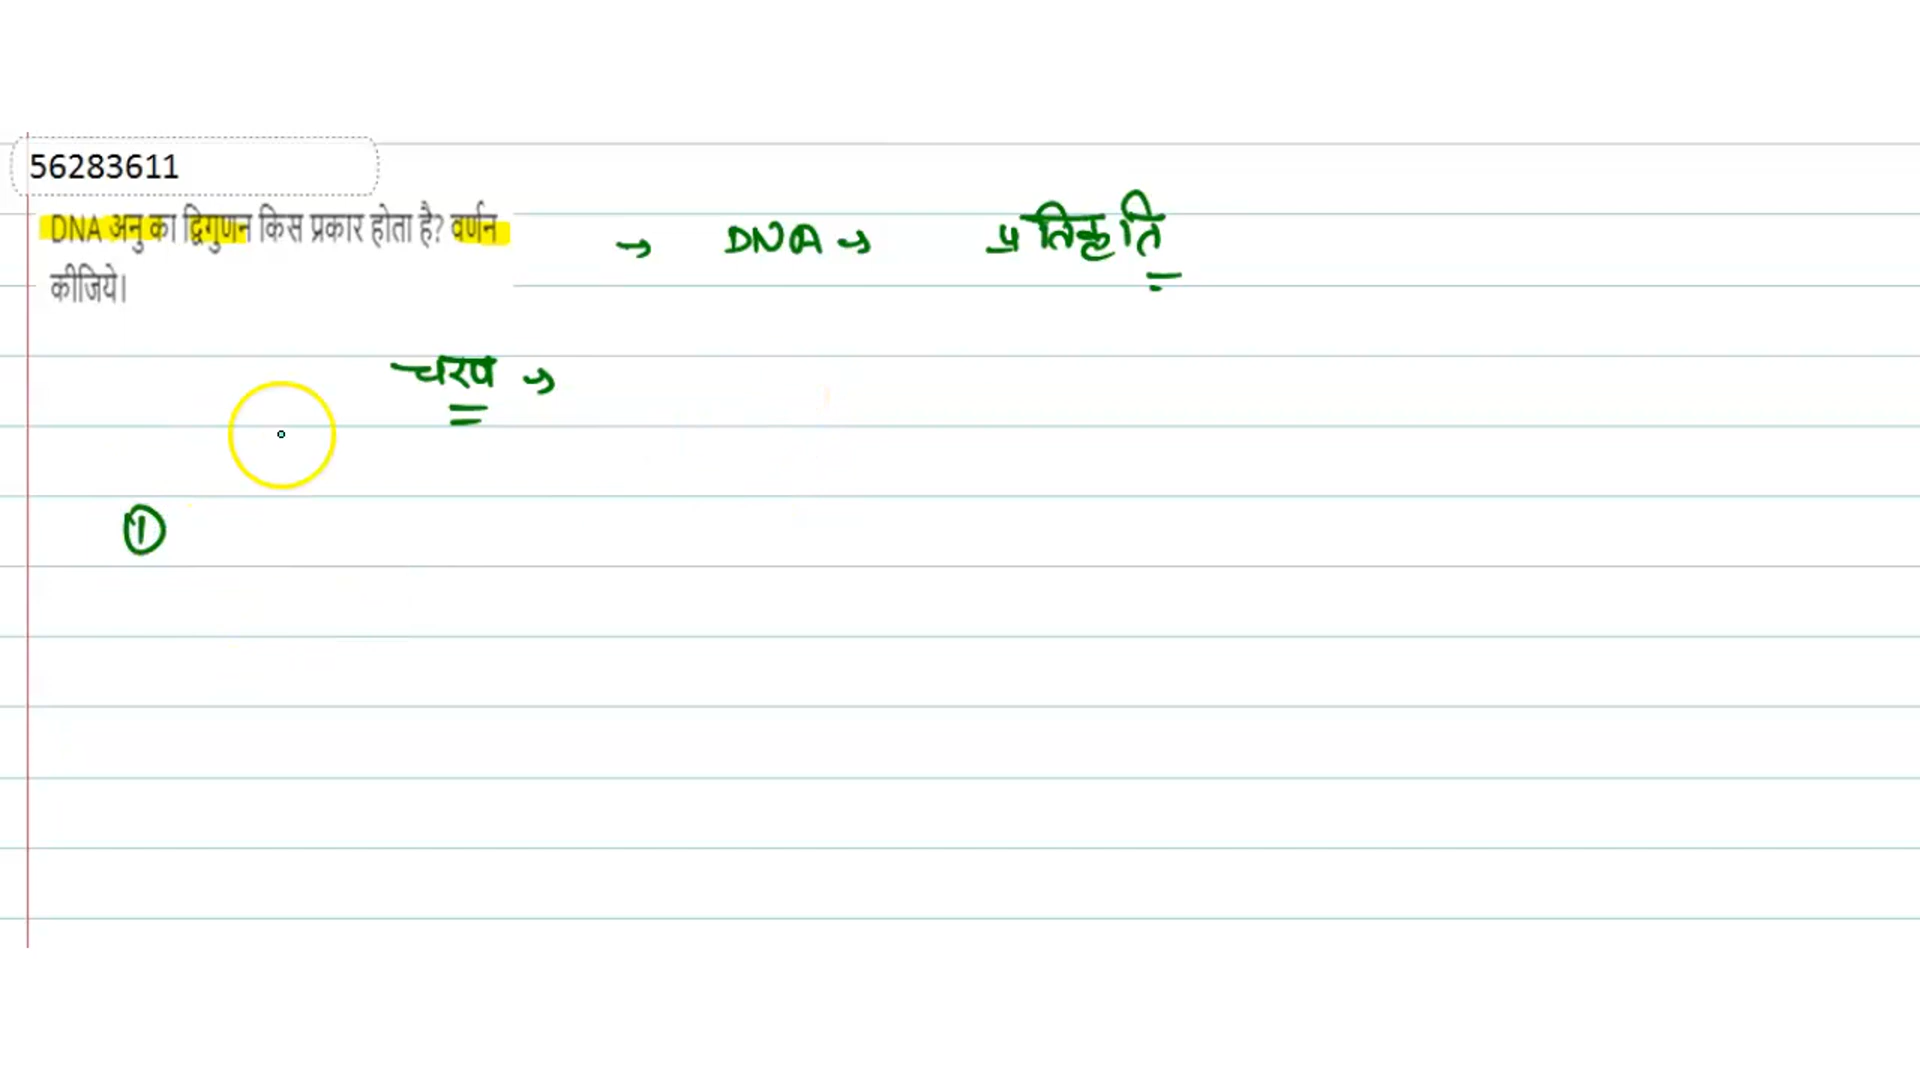 56283611
DNA अनु का द्विगुणन किस प्रकार होता है? वर्णन
कीजिये।
→ DNA → प्रतिकृति
चरण →
①